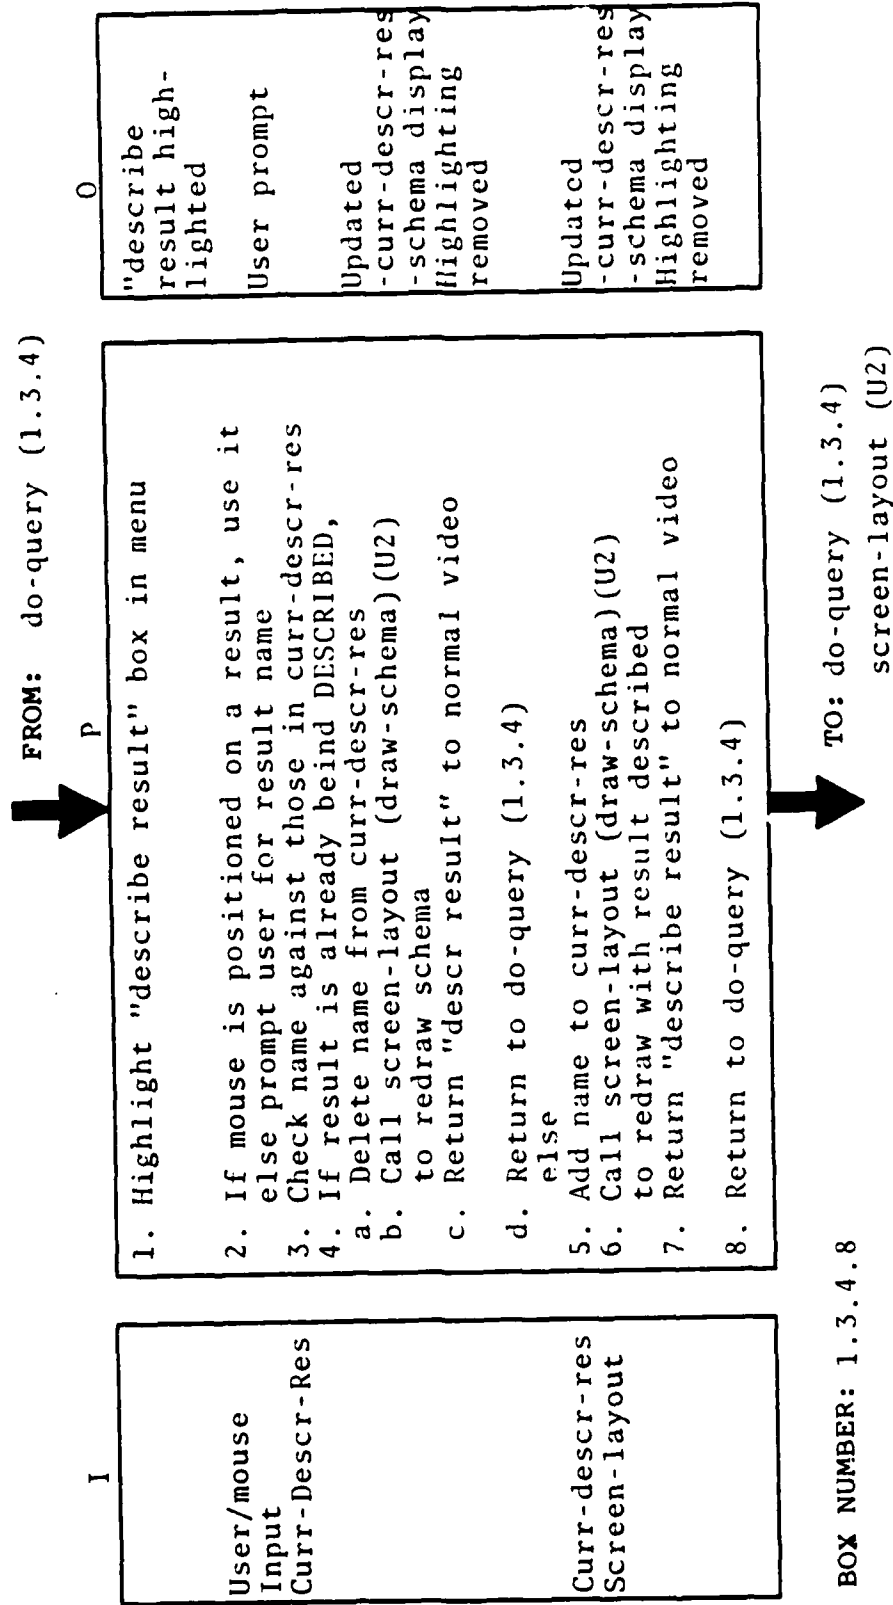 FROM: do-query (1.3.4)
I
User/mouse
Input
Curr-Descr-Res
Curr-descr-res
Screen-layout
P
1. Highlight "describe result" box in menu
2. If mouse is positioned on a result, use it
else prompt user for result name
3. Check name against those in curr-descr-res
4. If result is already beind DESCRIBED,
a. Delete name from curr-descr-res
b. Call screen-layout (draw-schema)(U2)
to redraw schema
c. Return "descr result" to normal video
d. Return to do-query (1.3.4)
else
5. Add name to curr-descr-res
6. Call screen-layout (draw-schema)(U2)
to redraw with result described
7. Return "describe result" to normal video
8. Return to do-query (1.3.4)
O
"describe
result high-
lighted
User prompt
Updated
-curr-descr-res
-schema display
Highlighting
removed
Updated
-curr-descr-res
-schema display
Highlighting
removed
BOX NUMBER: 1.3.4.8
TO: do-query (1.3.4)
screen-layout (U2)